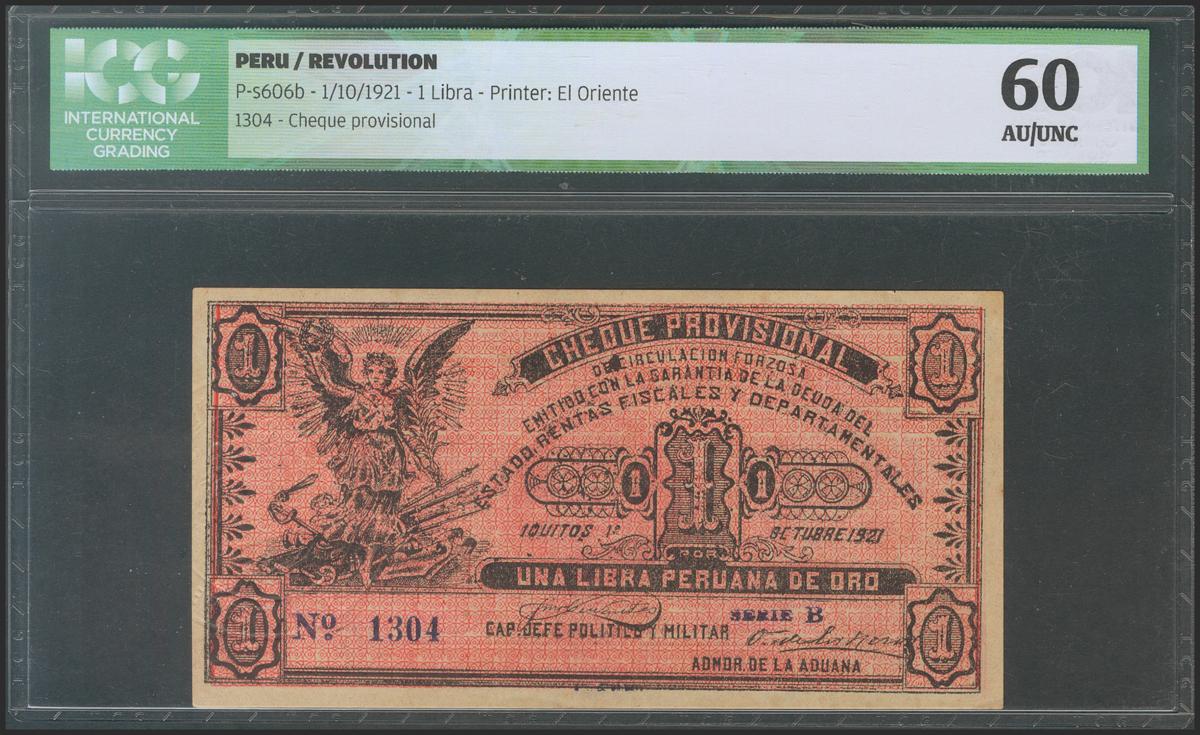 ICG
INTERNATIONAL
CURRENCY
GRADING
PERU / REVOLUTION
P-s606b - 1/10/1921 - 1 Libra - Printer: El Oriente
1304 - Cheque provisional
60
AU/UNC
1
1
CHEQUE PROVISIONAL
DE CIRCULACION FORZOSA
EMITIDO CON LA GARANTIA DE LA DEUDA DEL
ESTADO, RENTAS FISCALES Y DEPARTAMENTALES
1 1 1
IQUITOS 1º OCTUBRE 1921
POR
UNA LIBRA PERUANA DE ORO
1
1
Nº 1304
SERIE B
CAP. JEFE POLITICO Y MILITAR
ADMOR. DE LA ADUANA